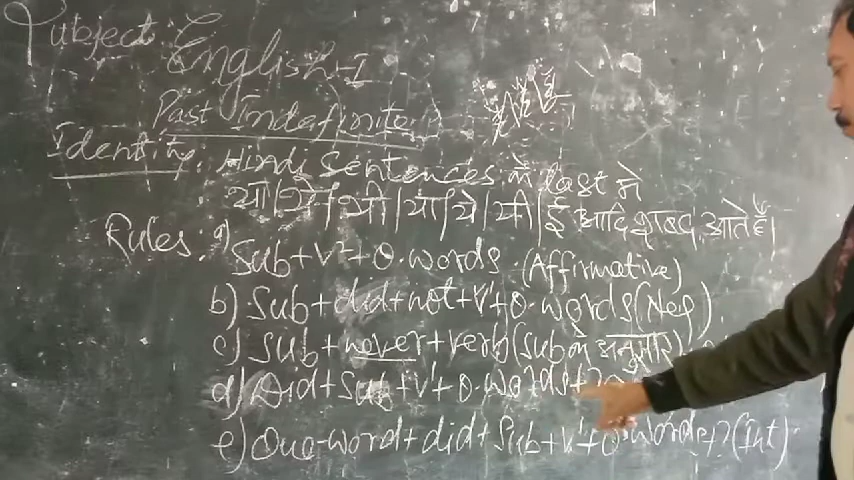 Subject: English-I
Past Indefinite
Identity: Hindi Sentences में last में
था/थे/थी/या/ये/यी/ई आदि शब्द आते हैं।
Rules: a) Sub+V²+O.words. (Affirmative)
b) Sub+did+not+V¹+O.words(Neg).
c) Sub+never+verb(Sub के अनुसार)
d) Did+Sub+V¹+O.words+?
e) Que-word+did+Sub+V¹+O.words+?(Int).